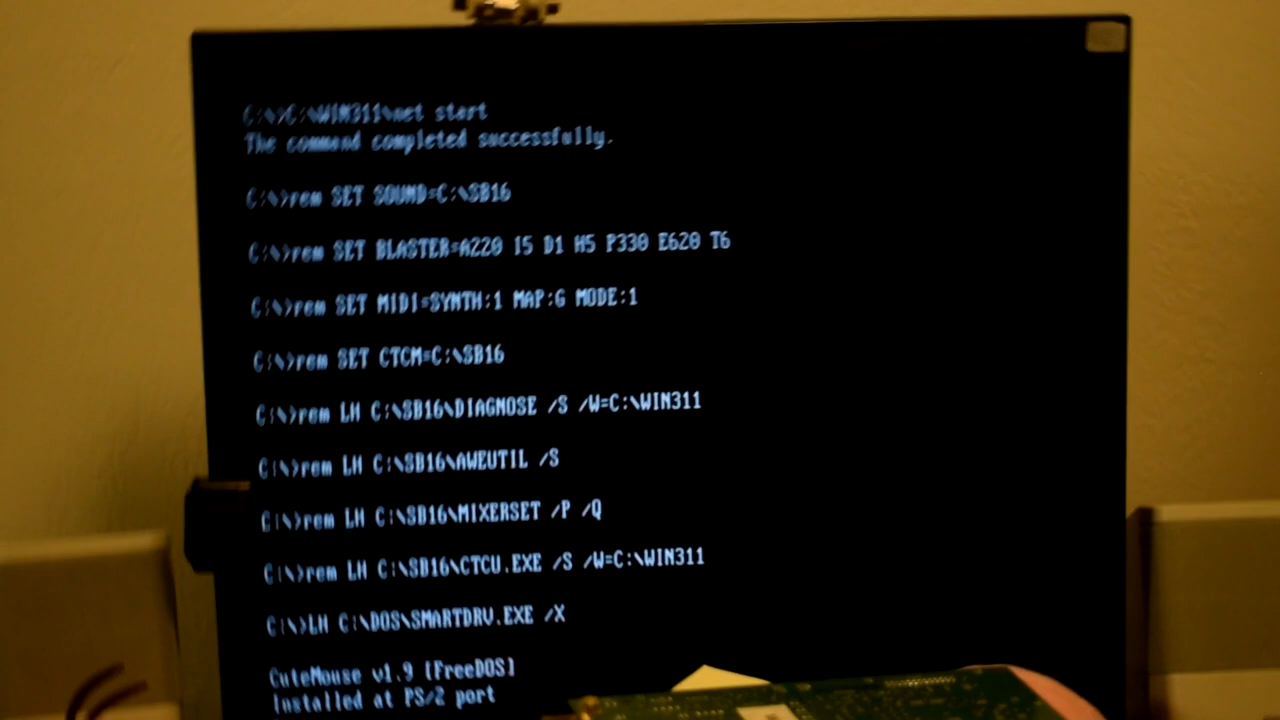 C:\>C:\WIN311\net start
The command completed successfully.
C:\>rem SET SOUND=C:\SB16
C:\>rem SET BLASTER=A220 I5 D1 H5 P330 E620 T6
C:\>rem SET MIDI=SYNTH:1 MAP:G MODE:1
C:\>rem SET CTCM=C:\SB16
C:\>rem LH C:\SB16\DIAGNOSE /S /W=C:\WIN311
C:\>rem LH C:\SB16\AWEUTIL /S
C:\>rem LH C:\SB16\MIXERSET /P /Q
C:\>rem LH C:\SB16\CTCU.EXE /S /W=C:\WIN311
C:\>LH C:\DOS\SMARTDRV.EXE /X
CuteMouse v1.9 [FreeDOS]
Installed at PS/2 port